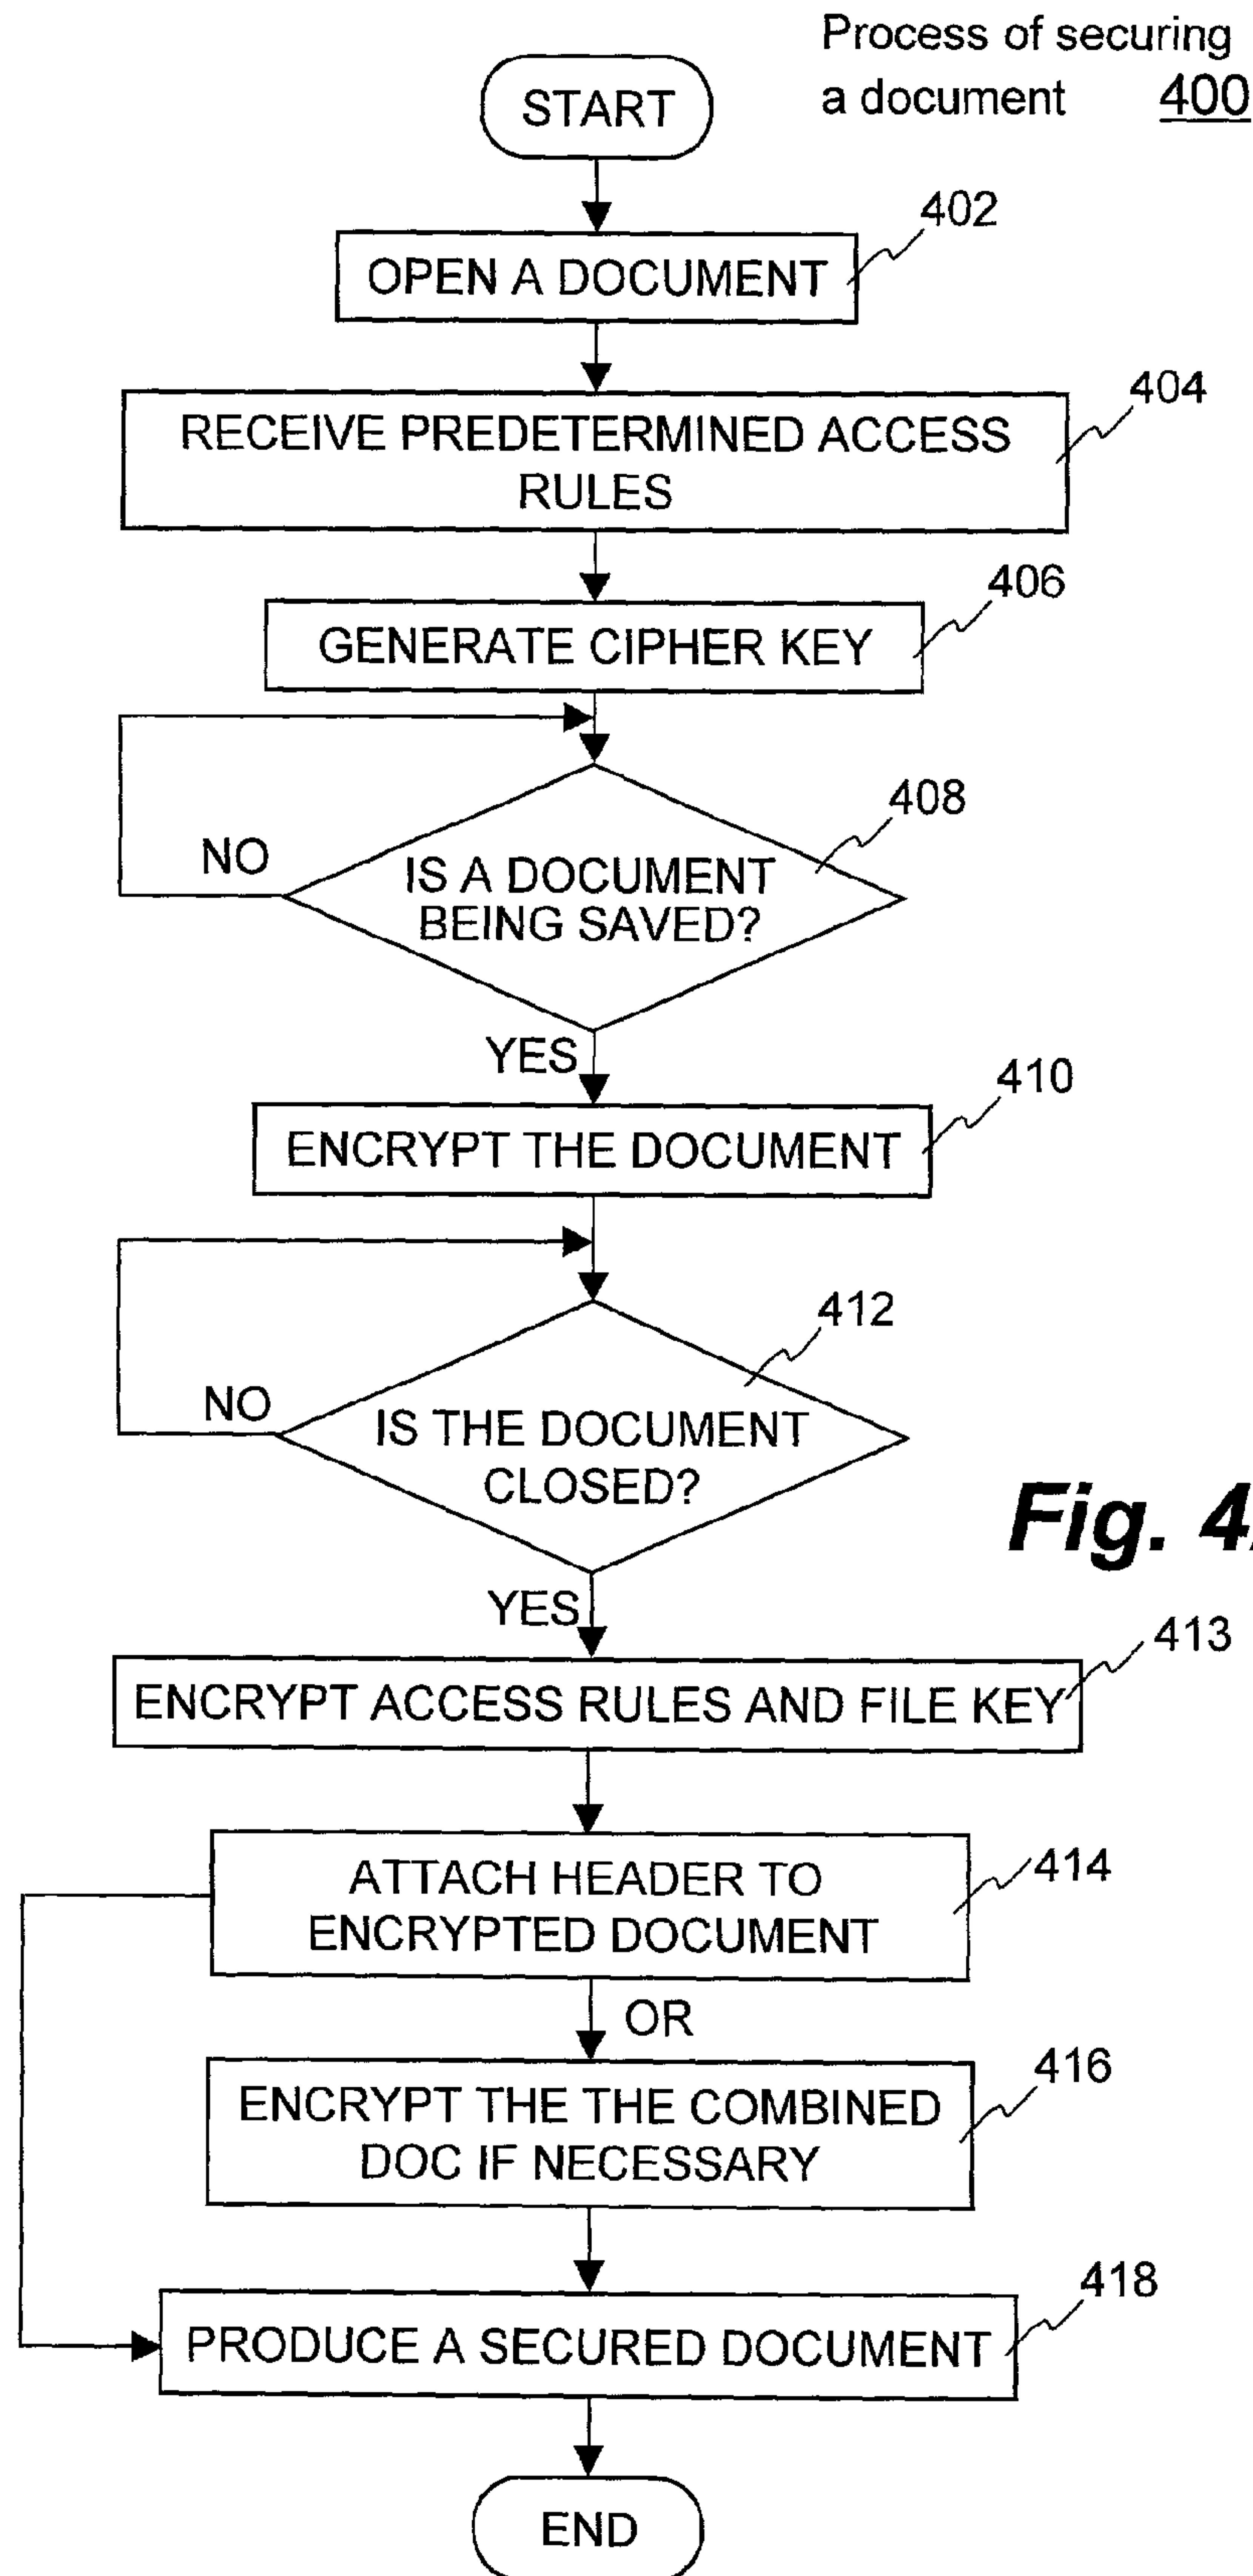 Process of securing
a document 400
START
402
OPEN A DOCUMENT
404
RECEIVE PREDETERMINED ACCESS
RULES
406
GENERATE CIPHER KEY
408
NO
IS A DOCUMENT
BEING SAVED?
YES
410
ENCRYPT THE DOCUMENT
412
NO
IS THE DOCUMENT
CLOSED?
Fig. 4
YES
413
ENCRYPT ACCESS RULES AND FILE KEY
414
ATTACH HEADER TO
ENCRYPTED DOCUMENT
OR
416
ENCRYPT THE THE COMBINED
DOC IF NECESSARY
418
PRODUCE A SECURED DOCUMENT
END